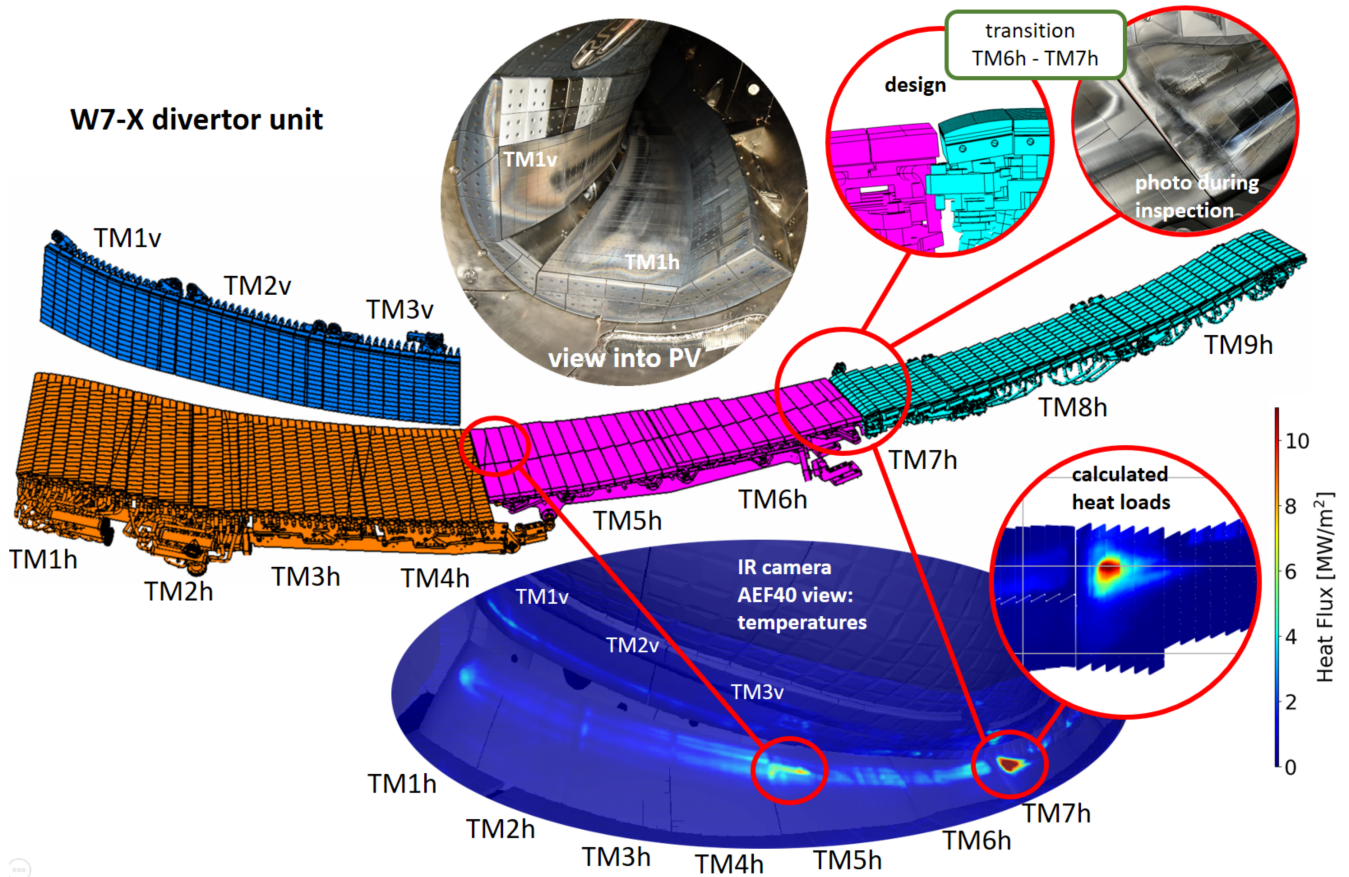 W7-X divertor unit
TM1v
TM2v
TM3v
TM1h
TM2h
TM3h
TM4h
TM5h
TM6h
TM7h
TM8h
TM9h
TM1v
TM1h
view into PV
design
transition
TM6h - TM7h
photo during
inspection
calculated
heat loads
10
8
6
4
2
0
Heat Flux [MW/m²]
IR camera
AEF40 view:
temperatures
TM1v
TM2v
TM3v
TM1h
TM2h
TM3h
TM4h
TM5h
TM6h
TM7h